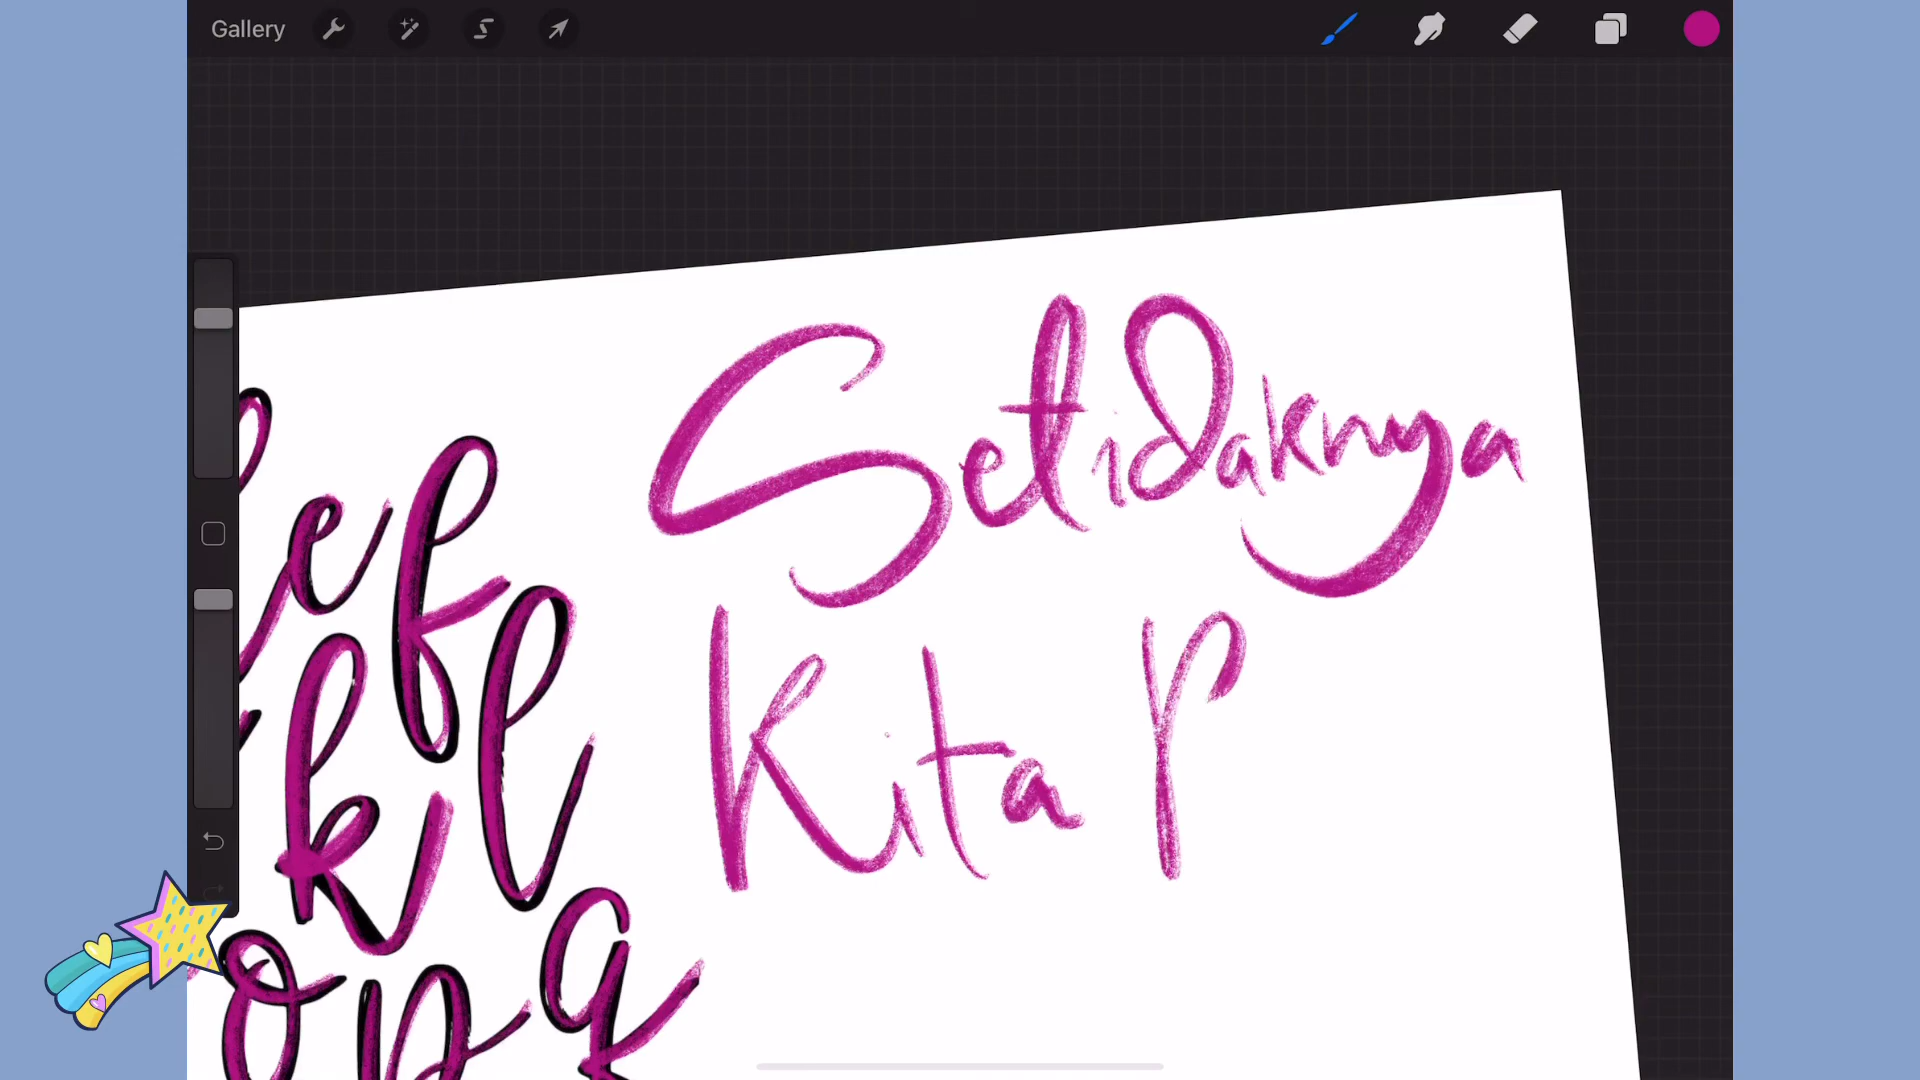 Gallery
Setidaknya
Kita P
e f
k l
o p q